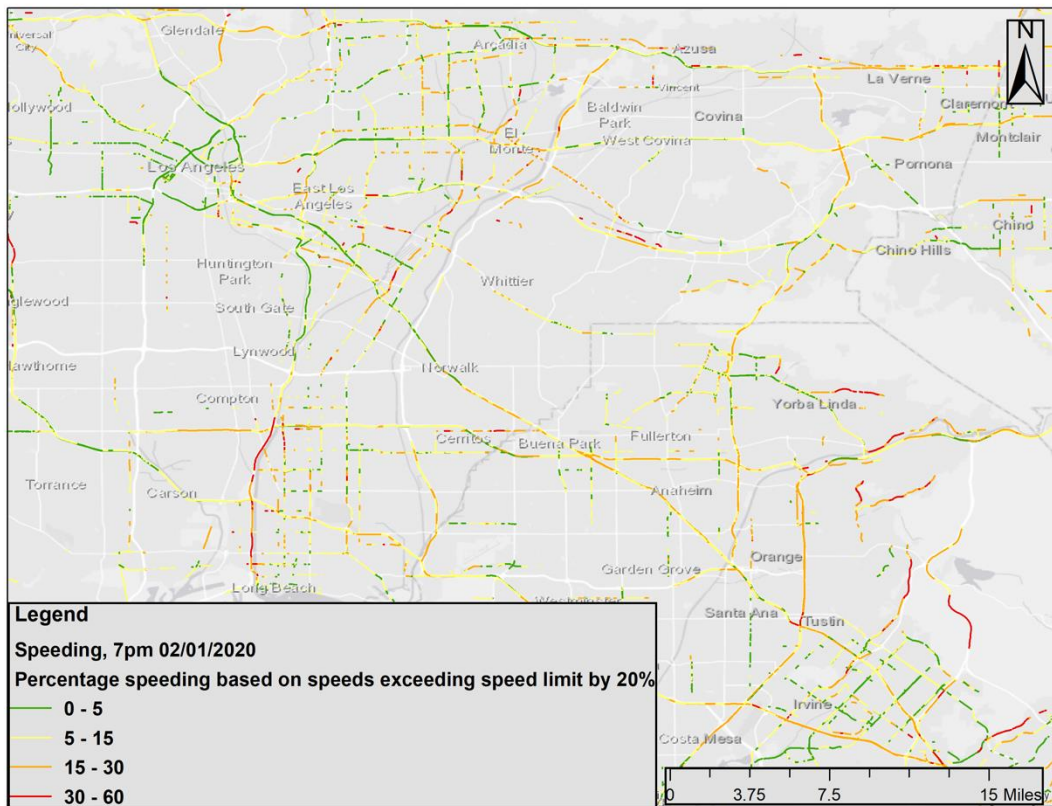 Glendale
Universal
City
Arcadia
Azusa
La Verne
N
Vincent
Hollywood
Baldwin
Park
Covina
Claremont
El
Monte
West Covina
Montclair
Los Angeles
Pomona
East Los
Angeles
Chino
Huntington
Park
Chino Hills
Whittier
nglewood
South Gate
Lynwood
Hawthorne
Norwalk
Compton
Yorba Linda
Cerritos
Buena Park
Fullerton
Torrance
Carson
Anaheim
Orange
Long Beach
Garden Grove
Westminster
Santa Ana
Tustin
Irvine
Costa Mesa
Legend
Speeding, 7pm 02/01/2020
Percentage speeding based on speeds exceeding speed limit by 20%
0 - 5
5 - 15
15 - 30
30 - 60
0 3.75 7.5 15 Miles